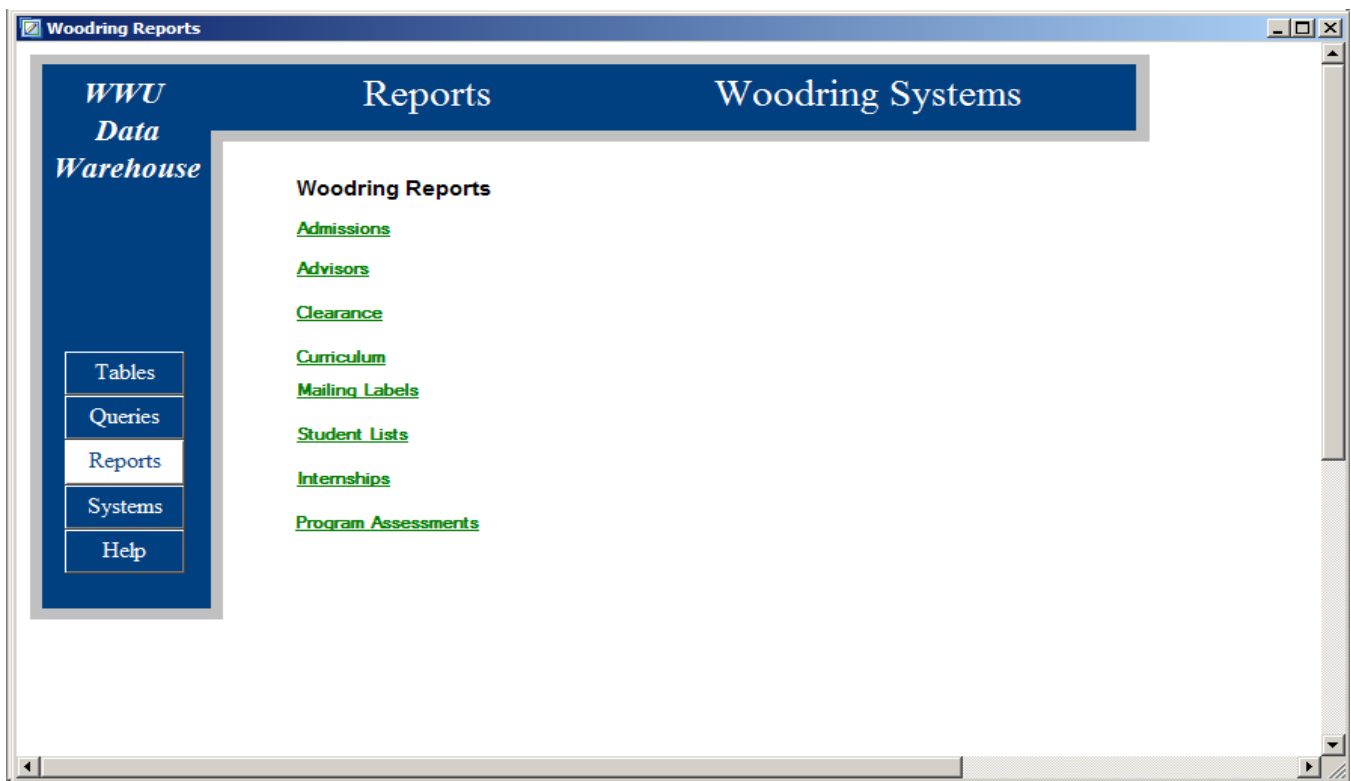 Woodring Reports
WWU
Data
Warehouse
Reports
Woodring Systems
Woodring Reports
Admissions
Advisors
Clearance
Curriculum
Mailing Labels
Student Lists
Internships
Program Assessments
Tables
Queries
Reports
Systems
Help